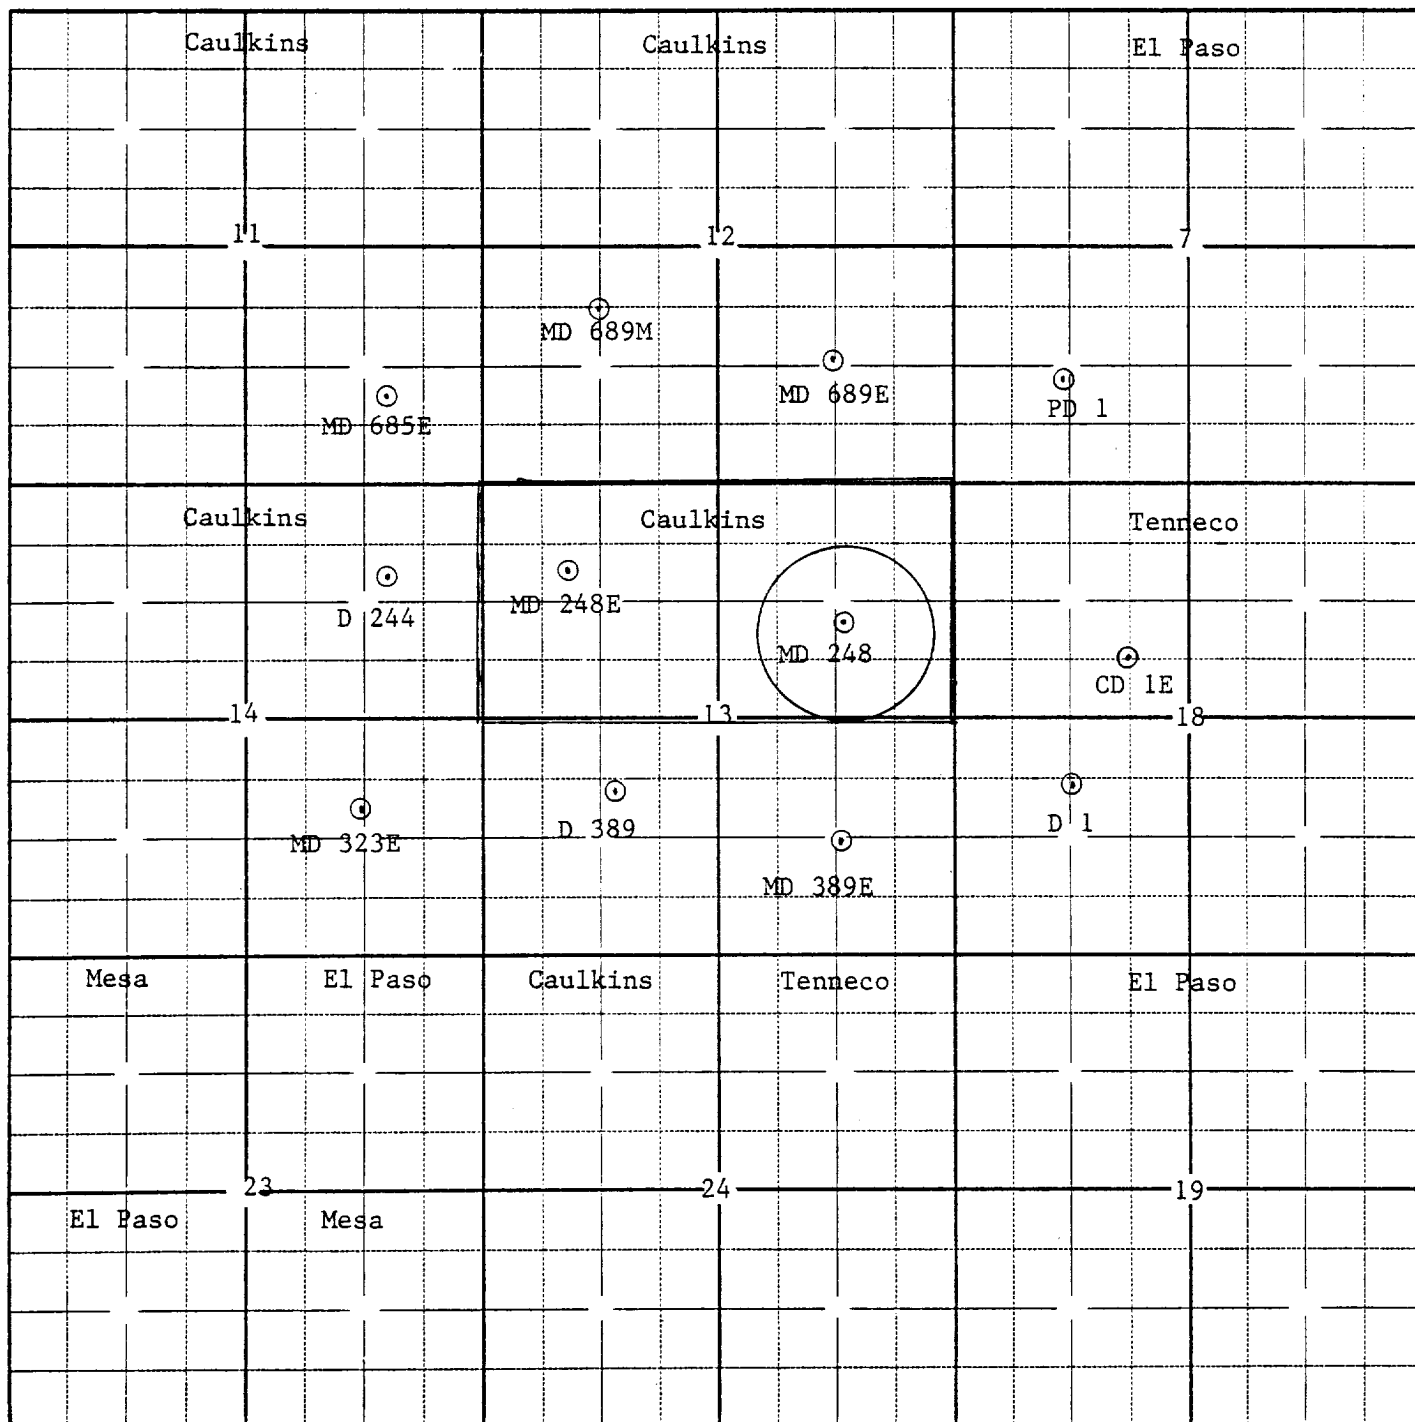 Caulkins Caulkins El Paso
11 12 7
MD 689M
MD 689E
PD 1
MD 685E
Caulkins Caulkins Tenneco
MD 248E
D 244
MD 248
CD 1E
14 13 18
D 389
D 1
MD 323E
MD 389E
Mesa El Paso Caulkins Tenneco El Paso
23 24 19
El Paso Mesa